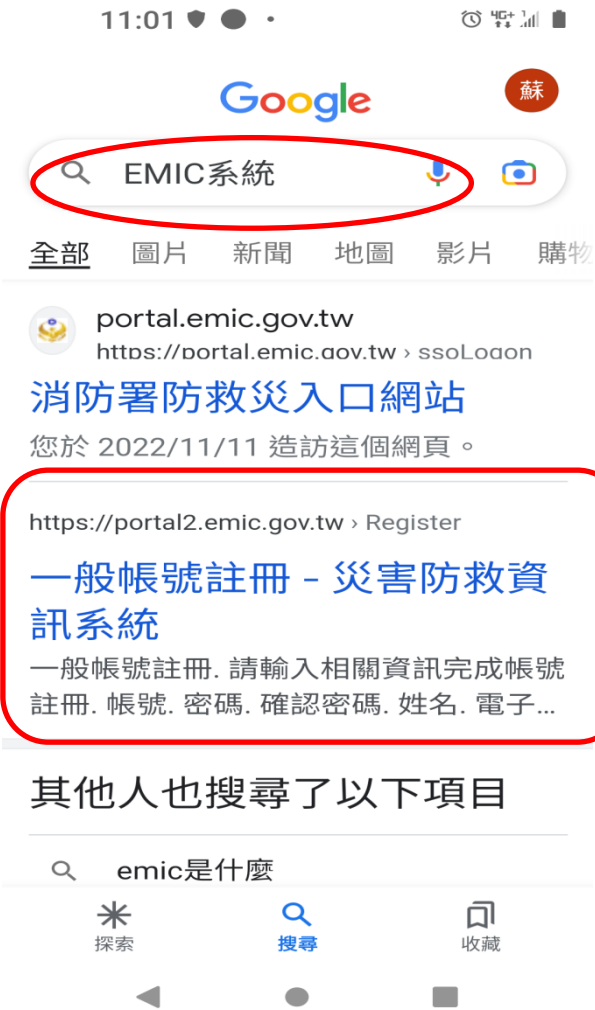 11:01
4G+
Google
蘇
EMIC系統
全部 圖片 新聞 地圖 影片 購物
portal.emic.gov.tw
https://portal.emic.gov.tw › ssoLogon
消防署防救災入口網站
您於 2022/11/11 造訪這個網頁。
https://portal2.emic.gov.tw › Register
一般帳號註冊 - 災害防救資
訊系統
一般帳號註冊. 請輸入相關資訊完成帳號
註冊. 帳號. 密碼. 確認密碼. 姓名. 電子...
其他人也搜尋了以下項目
emic是什麼
探索 搜尋 收藏